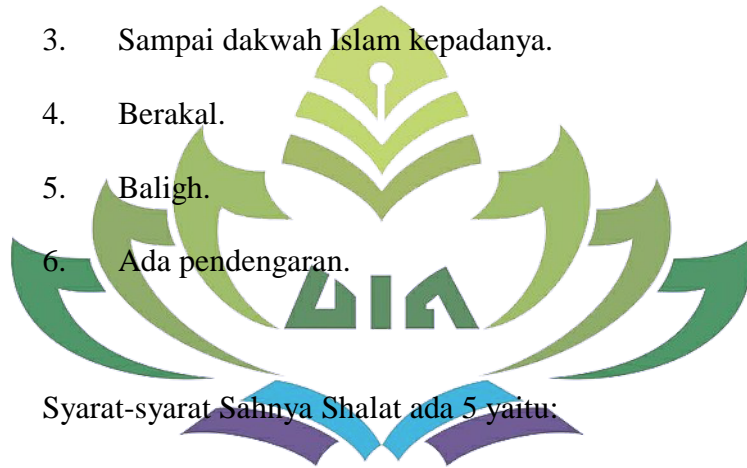 3. Sampai dakwah Islam kepadanya.
4. Berakal.
5. Baligh.
6. Ada pendengaran.
UIN
Syarat-syarat Sahnya Shalat ada 5 yaitu: